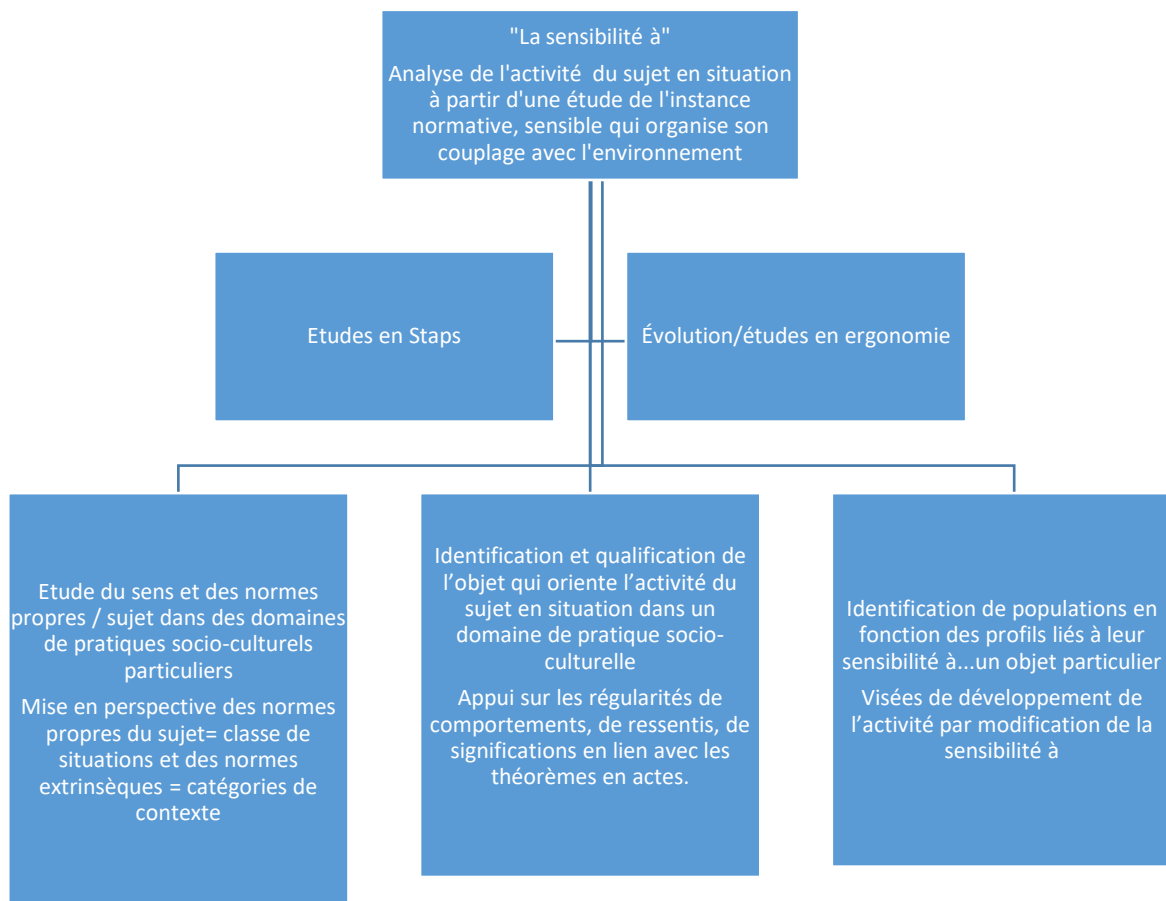 "La sensibilité à"
Analyse de l'activité  du sujet en situation
à partir d'une étude de l'instance
normative, sensible qui organise son
couplage avec l'environnement
Etudes en Staps
Évolution/études en ergonomie
Etude du sens et des normes
propres / sujet dans des domaines
de pratiques socio-culturels
particuliers
Mise en perspective des normes
propres du sujet= classe de
situations et des normes
extrinsèques = catégories de
contexte
Identification et qualification de
l’objet qui oriente l’activité du
sujet en situation dans un
domaine de pratique socio-
culturelle
Appui sur les régularités de
comportements, de ressentis, de
significations en lien avec les
théorèmes en actes.
Identification de populations en
fonction des profils liés à leur
sensibilité à...un objet particulier
Visées de développement de
l’activité par modification de la
sensibilité à